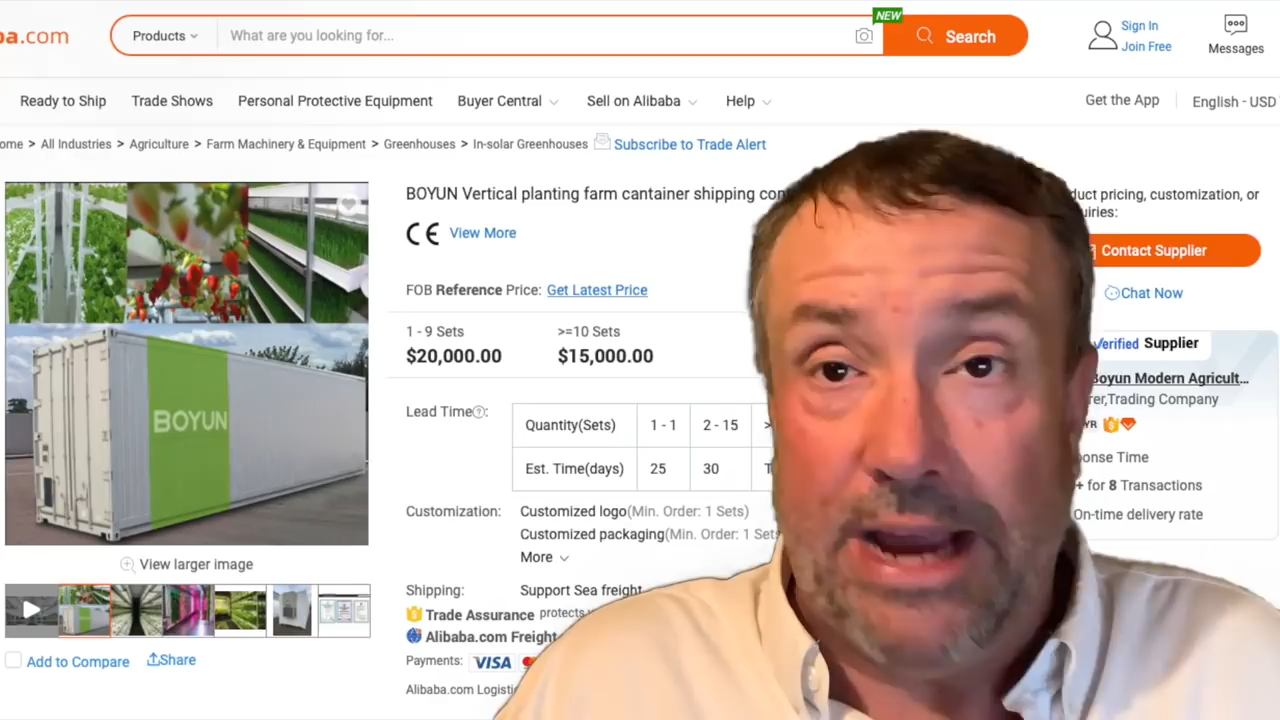 ba.com
Products
What are you looking for...
NEW
Search
Sign In
Join Free
Messages
Ready to Ship
Trade Shows
Personal Protective Equipment
Buyer Central
Sell on Alibaba
Help
Get the App
English - USD
ome > All Industries > Agriculture > Farm Machinery & Equipment > Greenhouses > In-solar Greenhouses
Subscribe to Trade Alert
BOYUN Vertical planting farm cantainer shipping con
CE View More
FOB Reference Price: Get Latest Price
1 - 9 Sets >=10 Sets
$20,000.00 $15,000.00
Lead Time?:
Quantity(Sets) 1 - 1 2 - 15 >
Est. Time(days) 25 30 T
Customization: Customized logo(Min. Order: 1 Sets)
Customized packaging(Min. Order: 1 Sets
More
Shipping: Support Sea freight
Trade Assurance protects
Alibaba.com Freight
Payments: VISA
Alibaba.com Logisti
BOYUN
View larger image
Add to Compare
Share
duct pricing, customization, or
uiries:
Contact Supplier
Chat Now
Verified Supplier
Boyun Modern Agricult...
rer,Trading Company
YR
onse Time
+ for 8 Transactions
On-time delivery rate